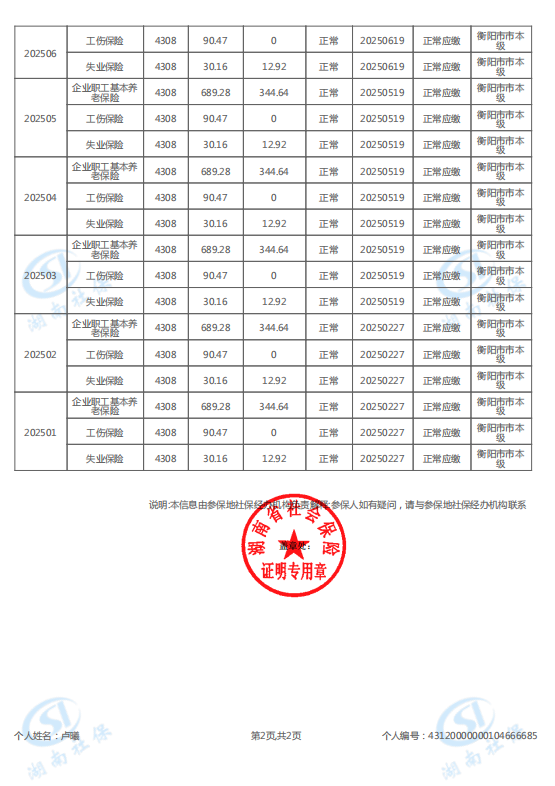 202506
工伤保险 4308 90.47 0 正常 20250619 正常应缴 衡阳市市本级
失业保险 4308 30.16 12.92 正常 20250619 正常应缴 衡阳市市本级
202505
企业职工基本养老保险 4308 689.28 344.64 正常 20250519 正常应缴 衡阳市市本级
工伤保险 4308 90.47 0 正常 20250519 正常应缴 衡阳市市本级
失业保险 4308 30.16 12.92 正常 20250519 正常应缴 衡阳市市本级
202504
企业职工基本养老保险 4308 689.28 344.64 正常 20250519 正常应缴 衡阳市市本级
工伤保险 4308 90.47 0 正常 20250519 正常应缴 衡阳市市本级
失业保险 4308 30.16 12.92 正常 20250519 正常应缴 衡阳市市本级
202503
企业职工基本养老保险 4308 689.28 344.64 正常 20250519 正常应缴 衡阳市市本级
工伤保险 4308 90.47 0 正常 20250519 正常应缴 衡阳市市本级
失业保险 4308 30.16 12.92 正常 20250519 正常应缴 衡阳市市本级
202502
企业职工基本养老保险 4308 689.28 344.64 正常 20250227 正常应缴 衡阳市市本级
工伤保险 4308 90.47 0 正常 20250227 正常应缴 衡阳市市本级
失业保险 4308 30.16 12.92 正常 20250227 正常应缴 衡阳市市本级
202501
企业职工基本养老保险 4308 689.28 344.64 正常 20250227 正常应缴 衡阳市市本级
工伤保险 4308 90.47 0 正常 20250227 正常应缴 衡阳市市本级
失业保险 4308 30.16 12.92 正常 20250227 正常应缴 衡阳市市本级
说明:本信息由参保地社保经办机构负责解释;参保人如有疑问，请与参保地社保经办机构联系
湖南省社会保险
盖章处：
证明专用章
个人姓名：卢曦 第2页,共2页 个人编号：43120000000104666685
湖南社保
湖南社保
湖南社保
湖南社保